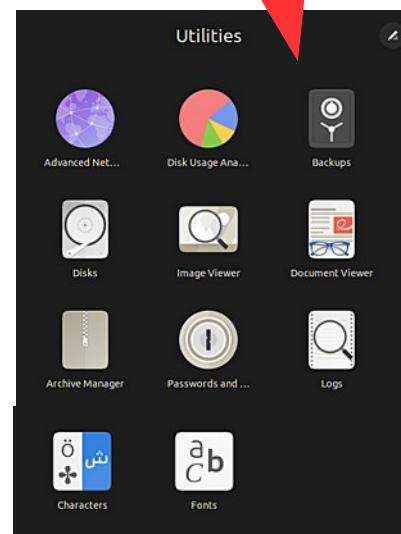 Utilities
Advanced Net...
Disk Usage Ana...
Backups
Disks
Image Viewer
Document Viewer
Archive Manager
Passwords and ...
Logs
Ö
ش
Characters
a
b
C
Fonts